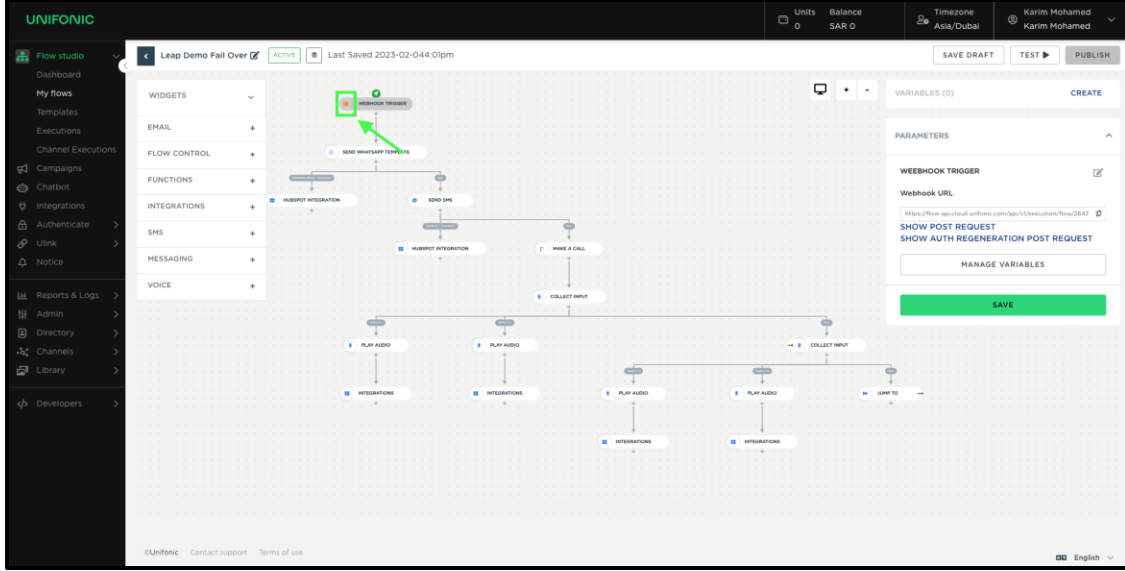 UNIFONIC
Units
0
Balance
SAR 0
Timezone
Asia/Dubai
Karim Mohamed
Karim Mohamed
Flow studio
Dashboard
My flows
Templates
Executions
Channel Executions
Campaigns
Chatbot
Integrations
Authenticate
Ulink
Notice
Reports & Logs
Admin
Directory
Channels
Library
Developers
Leap Demo Fail Over
ACTIVE
Last Saved 2023-02-044:01pm
SAVE DRAFT
TEST
PUBLISH
WIDGETS
EMAIL
FLOW CONTROL
FUNCTIONS
INTEGRATIONS
SMS
MESSAGING
VOICE
WEBHOOK TRIGGER
SEND WHATSAPP TEMPLATE
HUBSPOT INTEGRATION
SEND SMS
HUBSPOT INTEGRATION
MAKE A CALL
COLLECT INPUT
PLAY AUDIO
PLAY AUDIO
COLLECT INPUT
INTEGRATIONS
INTEGRATIONS
PLAY AUDIO
PLAY AUDIO
JUMP TO
INTEGRATIONS
INTEGRATIONS
VARIABLES (0)
CREATE
PARAMETERS
WEEBHOOK TRIGGER
Webhook URL
https://flow-api.cloud.unifonic.com/api/v1/execution/flow/2643
SHOW POST REQUEST
SHOW AUTH REGENERATION POST REQUEST
MANAGE VARIABLES
SAVE
©Unifonic
Contact support
Terms of use
English